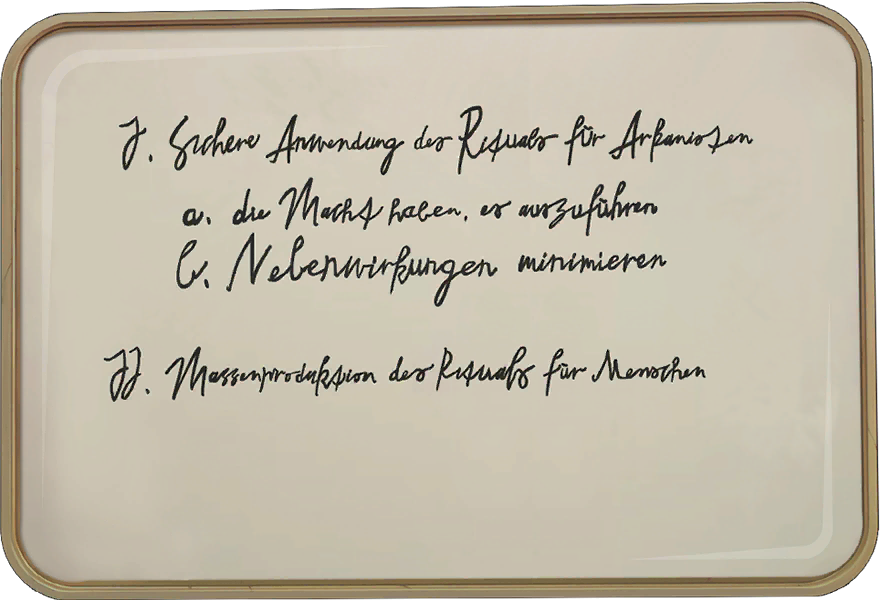 I. Sichere Anwendung des Rituals für Arkanisten
a. die Macht haben, es auszuführen
b. Nebenwirkungen minimieren
II. Massenproduktion des Rituals für Menschen